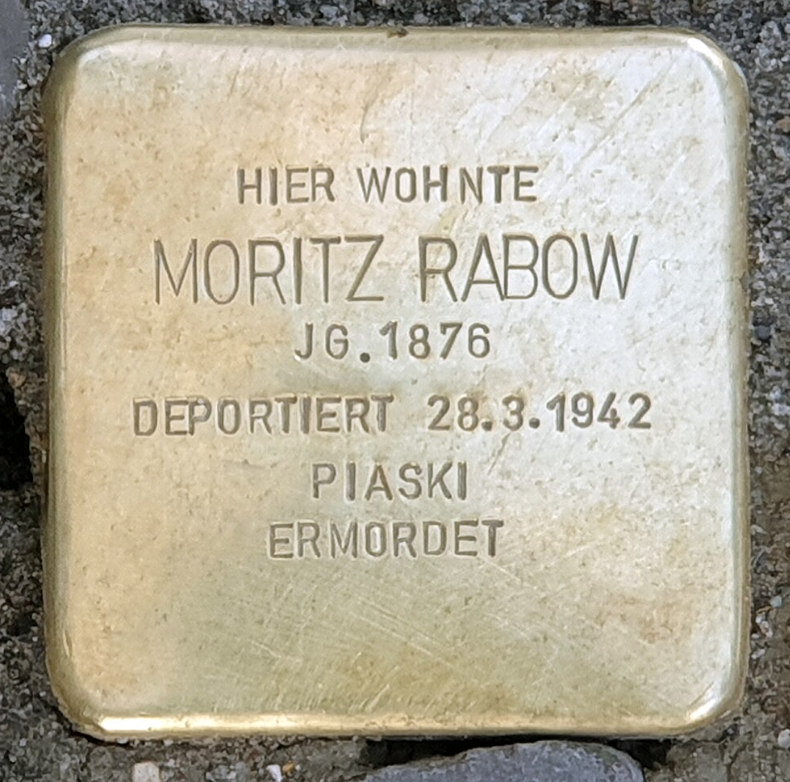 HIER WOHNTE
MORITZ RABOW
JG.1876
DEPORTIERT 28.3.1942
PIASKI
ERMORDET